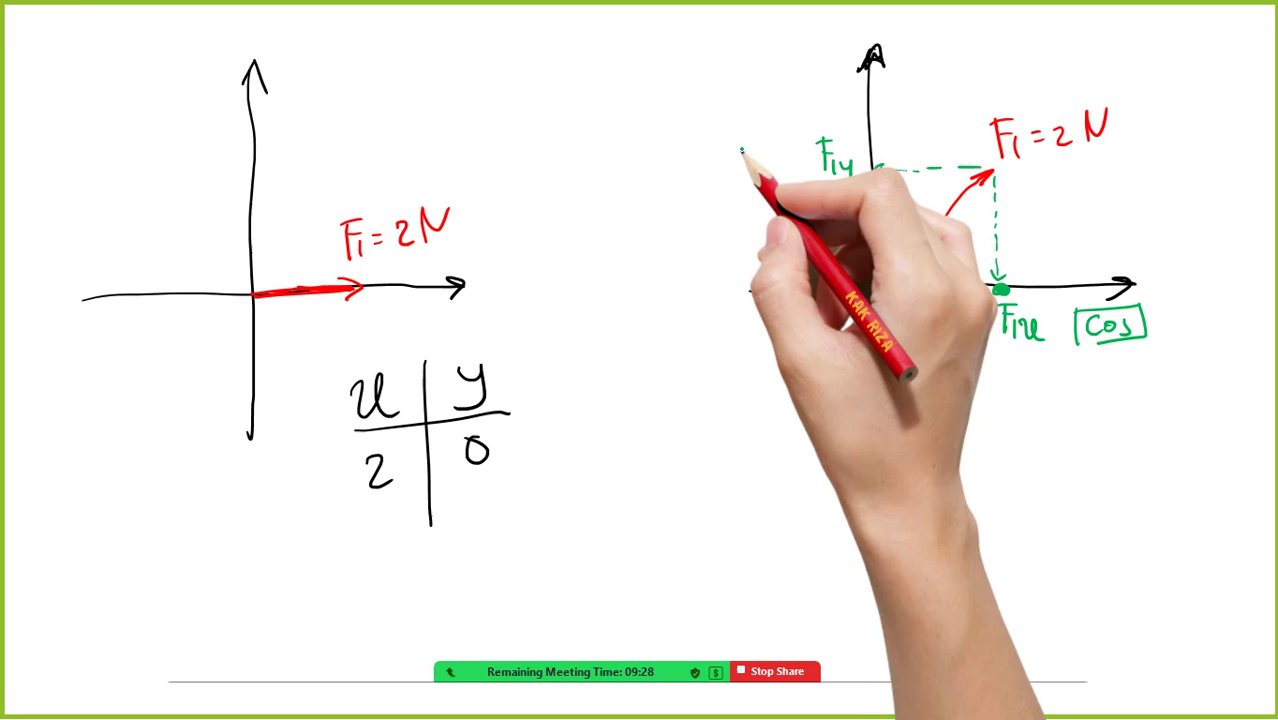 F₁ = 2N
x y
2 0
F₁y
F₁ = 2N
F₁x
cos
KAK RIZA
Remaining Meeting Time: 09:28
$
Stop Share